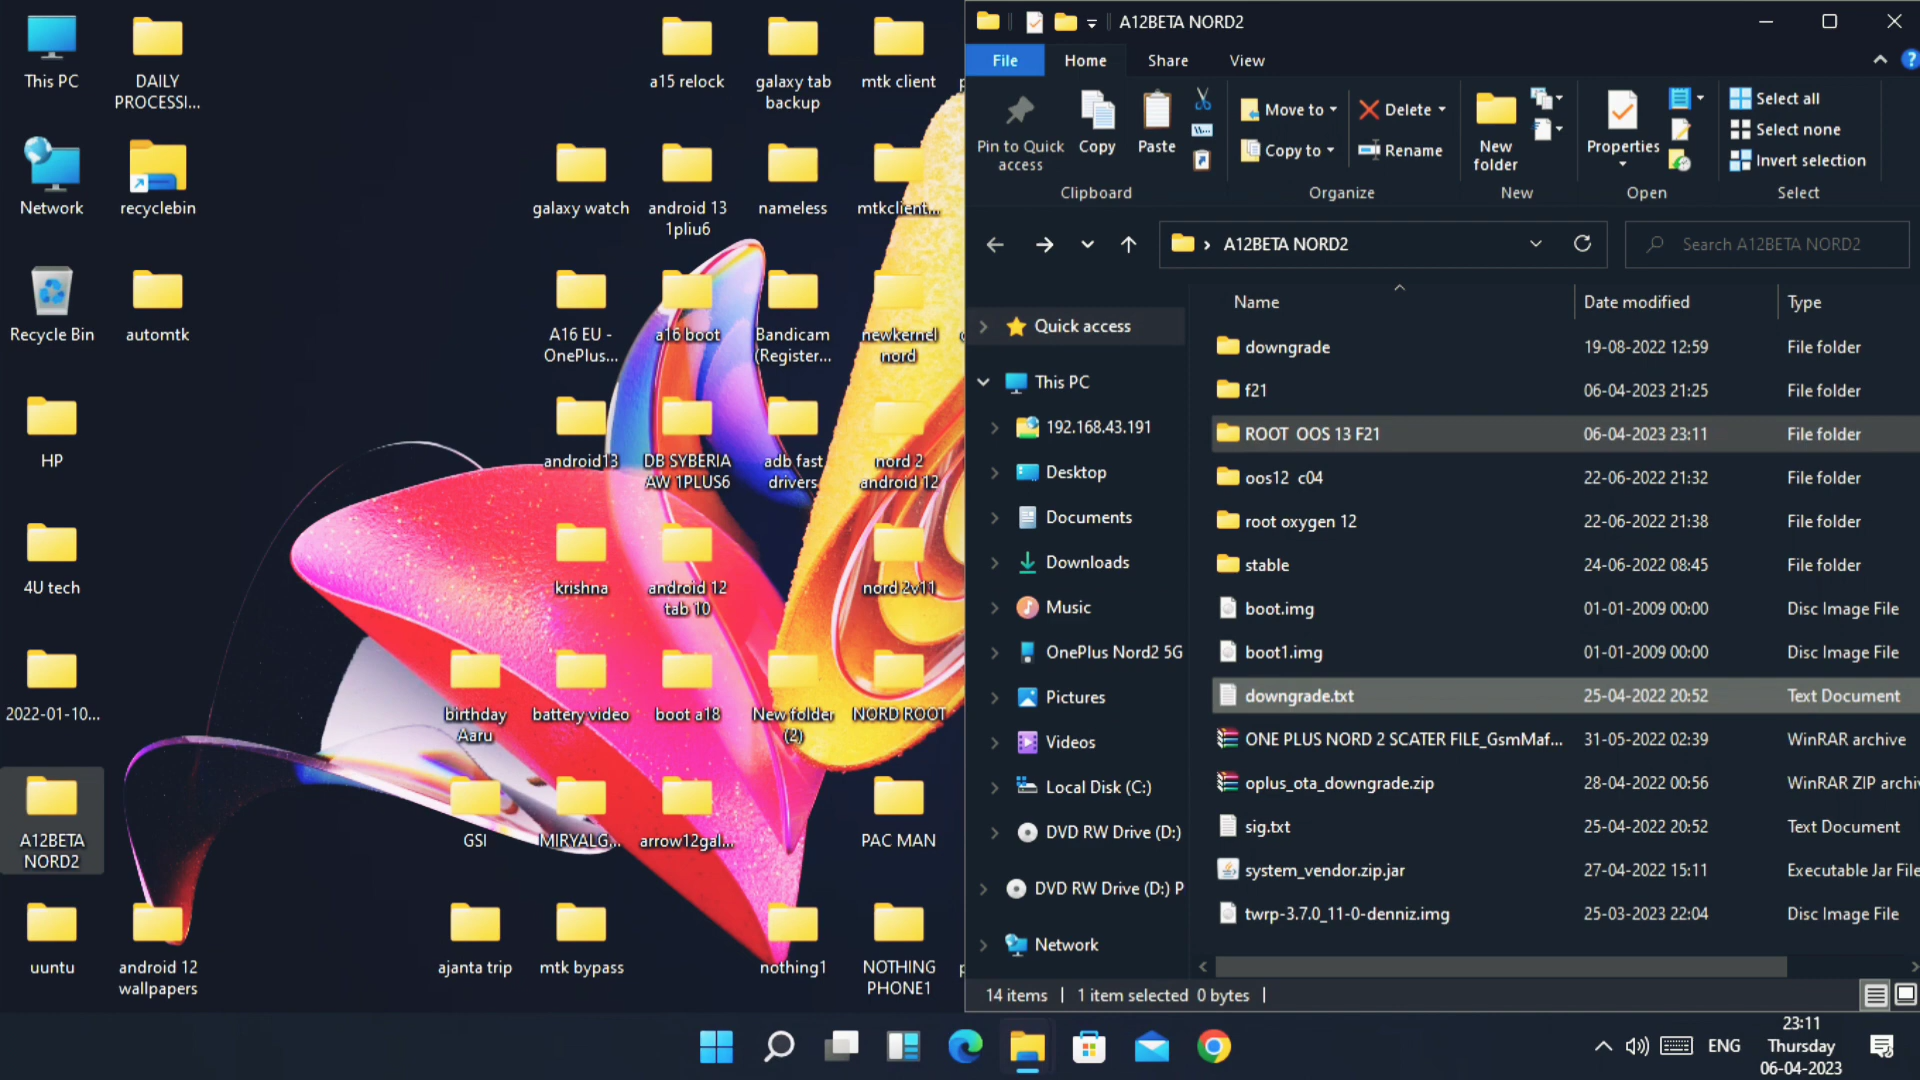 This PC
DAILY
PROCESSI...
a15 relock
galaxy tab
backup
mtk client
Network
recyclebin
galaxy watch
android 13
1pliu6
nameless
mtkclient...
Recycle Bin
automtk
A16 EU -
OnePlus...
a16 boot
Bandicam
(Register...
newkernel
nord
HP
android13
DB SYBERIA
AW 1PLUS6
adb fast
drivers
nord 2
android 12
4U tech
krishna
android 12
tab 10
nord 2v11
2022-01-10...
birthday
Aaru
battery video
boot a18
New folder
(2)
NORD ROOT
A12BETA
NORD2
GSI
MIRYALG...
arrow12gal...
PAC MAN
uuntu
android 12
wallpapers
ajanta trip
mtk bypass
nothing1
NOTHING
PHONE1
A12BETA NORD2
File
Home
Share
View
Pin to Quick
access
Copy
Paste
Move to
Copy to
Delete
Rename
New
folder
Properties
Select all
Select none
Invert selection
Clipboard
Organize
New
Open
Select
A12BETA NORD2
Search A12BETA NORD2
Quick access
This PC
192.168.43.191
Desktop
Documents
Downloads
Music
OnePlus Nord2 5G
Pictures
Videos
Local Disk (C:)
DVD RW Drive (D:)
DVD RW Drive (D:) P
Network
Name Date modified Type
downgrade 19-08-2022 12:59 File folder
f21 06-04-2023 21:25 File folder
ROOT OOS 13 F21 06-04-2023 23:11 File folder
oos12 c04 22-06-2022 21:32 File folder
root oxygen 12 22-06-2022 21:38 File folder
stable 24-06-2022 08:45 File folder
boot.img 01-01-2009 00:00 Disc Image File
boot1.img 01-01-2009 00:00 Disc Image File
downgrade.txt 25-04-2022 20:52 Text Document
ONE PLUS NORD 2 SCATER FILE_GsmMaf... 31-05-2022 02:39 WinRAR archive
oplus_ota_downgrade.zip 28-04-2022 00:56 WinRAR ZIP archi
sig.txt 25-04-2022 20:52 Text Document
system_vendor.zip.jar 27-04-2022 15:11 Executable Jar File
twrp-3.7.0_11-0-denniz.img 25-03-2023 22:04 Disc Image File
14 items 1 item selected 0 bytes
ENG
23:11
Thursday
06-04-2023